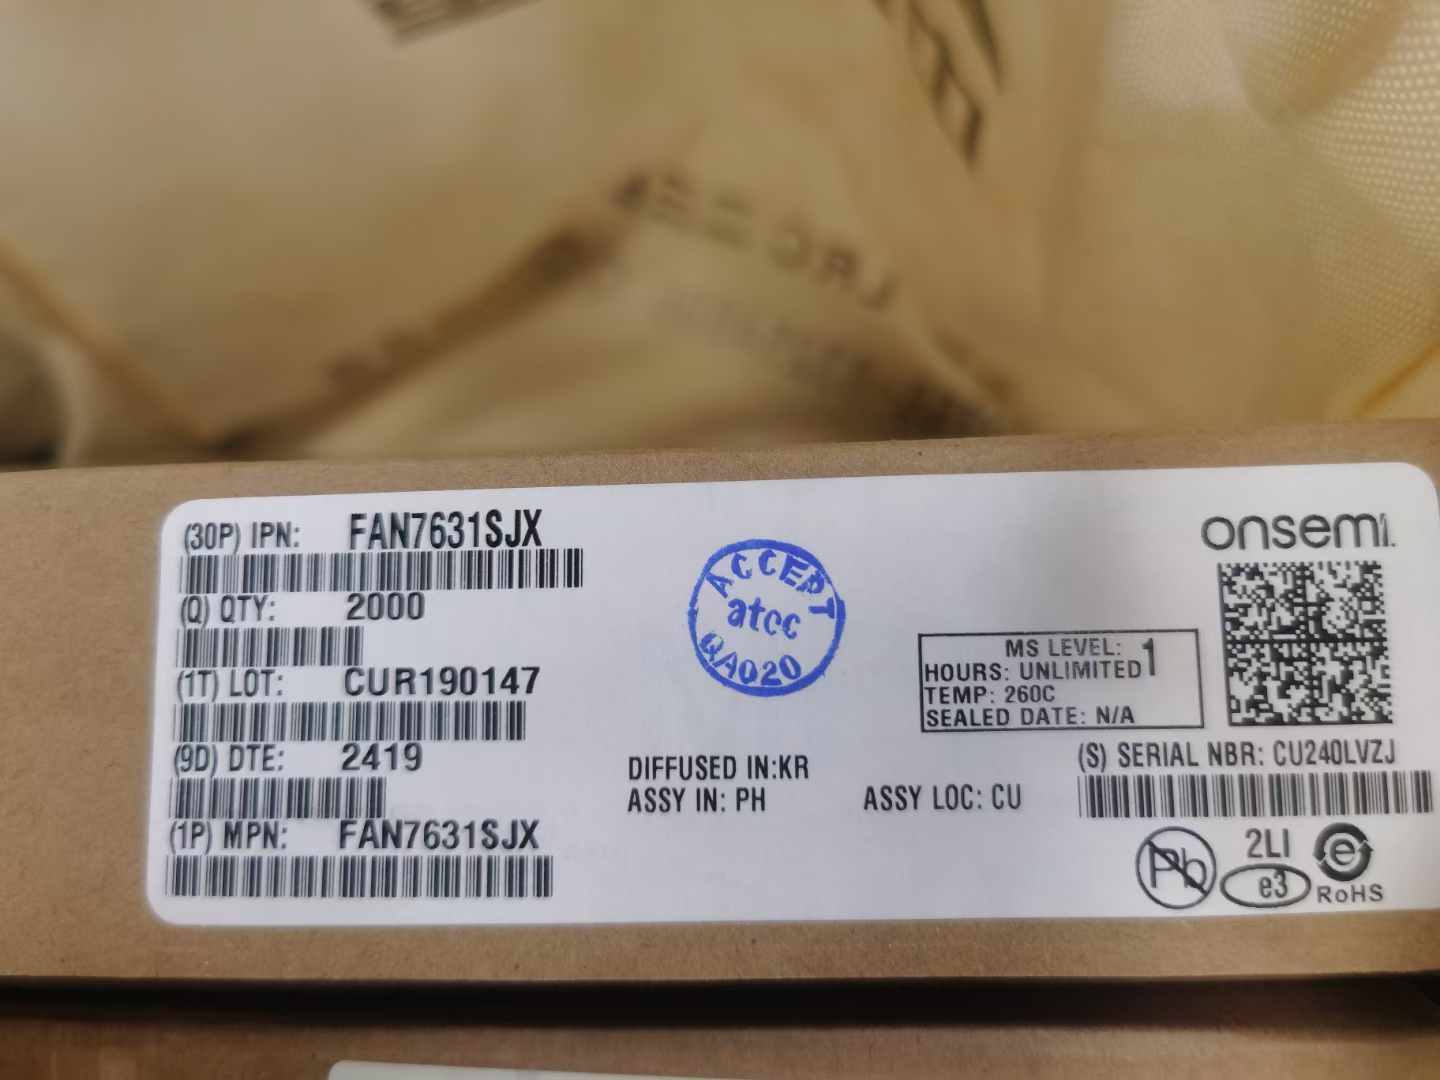 LRC
(30P) IPN: FAN7631SJX
(Q) QTY: 2000
(1T) LOT: CUR190147
(9D) DTE: 2419
(1P) MPN: FAN7631SJX
ACCEPT
atcc
QA020
DIFFUSED IN:KR
ASSY IN: PH
ASSY LOC: CU
onsemi.
MS LEVEL: 1
HOURS: UNLIMITED
TEMP: 260C
SEALED DATE: N/A
(S) SERIAL NBR: CU240LVZJ
Pb
2LI
e3
e
RoHS